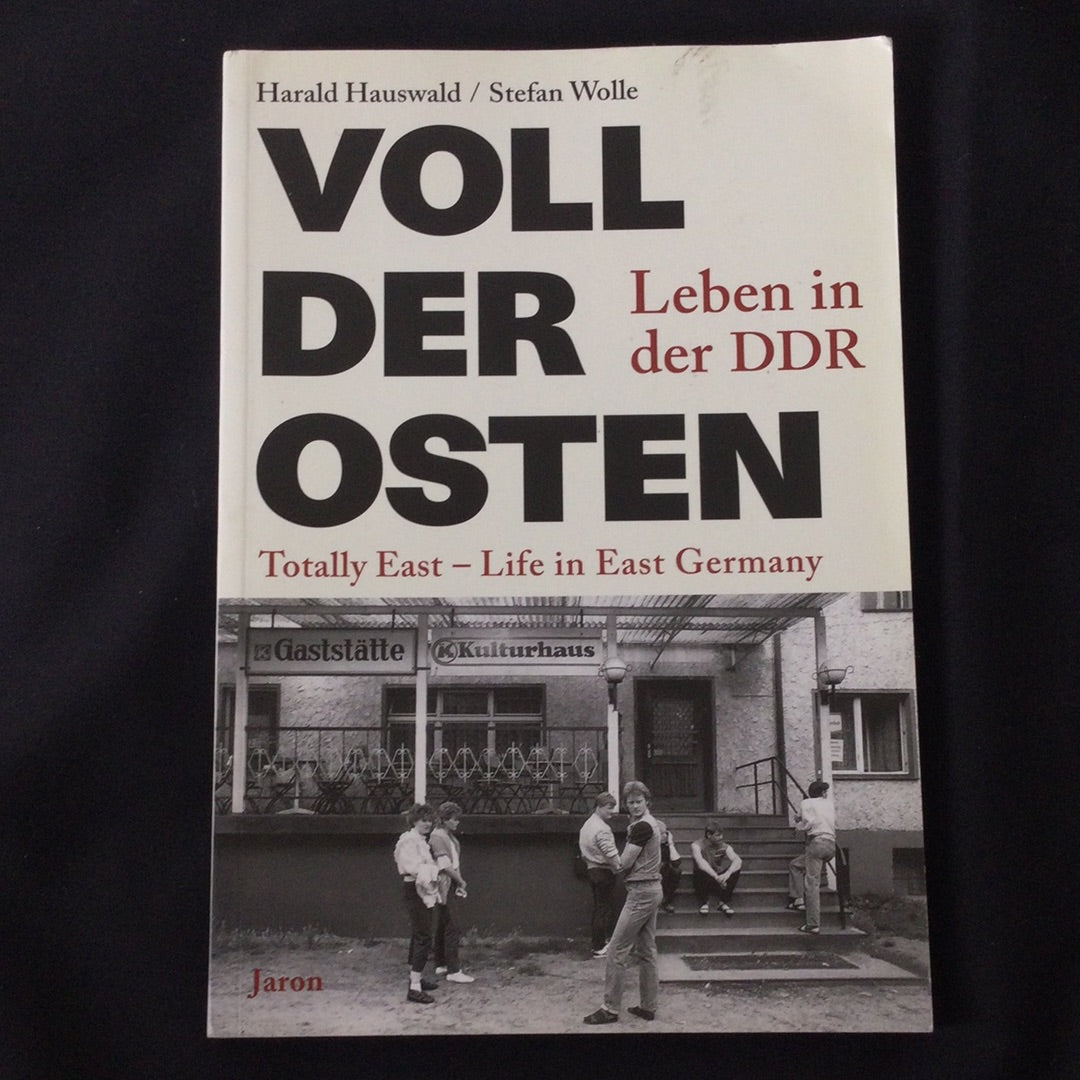 Harald Hauswald / Stefan Wolle
VOLL
DER
OSTEN
Leben in
der DDR
Totally East – Life in East Germany
Gaststätte
K Kulturhaus
Jaron